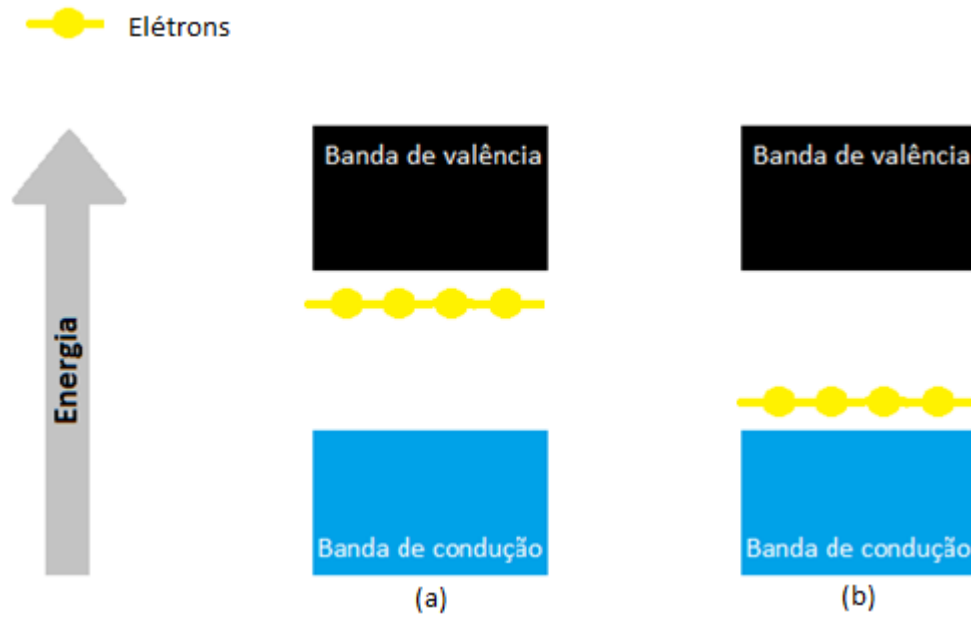 Elétrons
Energia
Banda de valência
Banda de condução
(a)
Banda de valência
Banda de condução
(b)